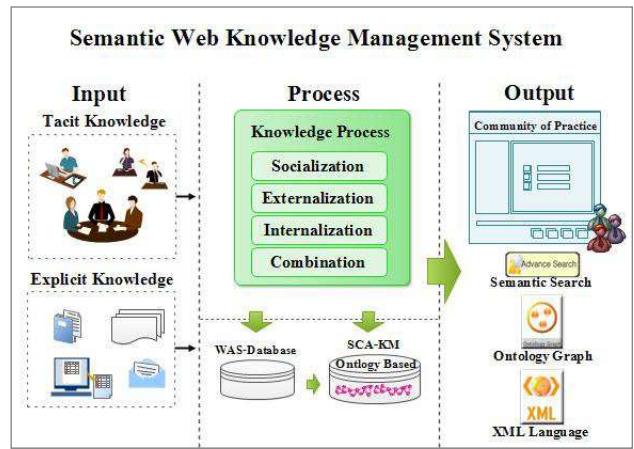 Semantic Web Knowledge Management System
Input
Tacit Knowledge
Explicit Knowledge
Process
Knowledge Process
Socialization
Externalization
Internalization
Combination
WAS-Database
SCA-KM
Ontlogy Based
Output
Community of Practice
Advance Search
Semantic Search
Ontology Graph
Ontology Graph
XML
XML Language